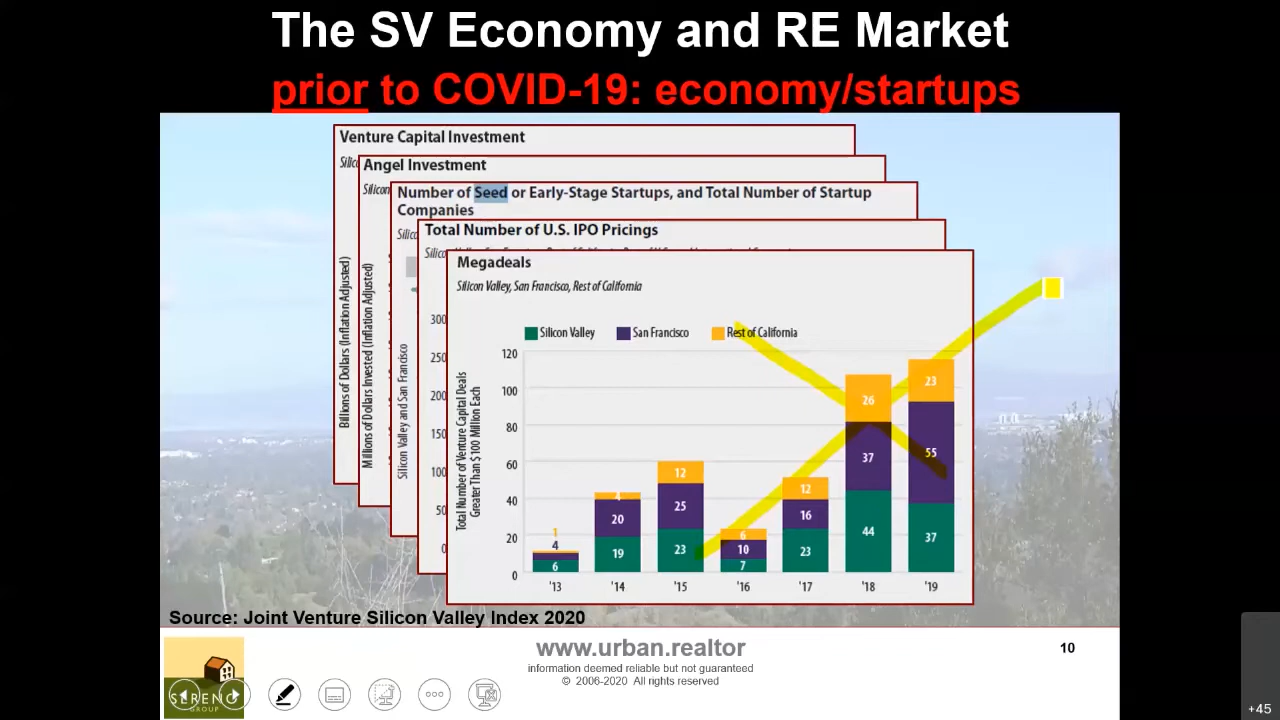 The SV Economy and RE Market
prior to COVID-19: economy/startups
Venture Capital Investment
Angel Investment
Silicon
Number of Seed or Early-Stage Startups, and Total Number of Startup
Companies
Total Number of U.S. IPO Pricings
Megadeals
Silicon Valley, San Francisco, Rest of California
Silicon Valley
San Francisco
Rest of California
Billions of Dollars (Inflation Adjusted)
Millions of Dollars Invested (Inflation Adjusted)
Silicon Valley and San Francisco
300
250
200
150
100
50
0
Total Number of Venture Capital Deals
Greater Than $100 Million Each
120
100
80
60
40
20
0
1
4
6
4
20
19
12
25
23
6
10
7
12
16
23
26
37
44
23
55
37
'13 '14 '15 '16 '17 '18 '19
Source: Joint Venture Silicon Valley Index 2020
www.urban.realtor
information deemed reliable but not guaranteed
© 2006-2020 All rights reserved
10
SERENO
GROUP
+45